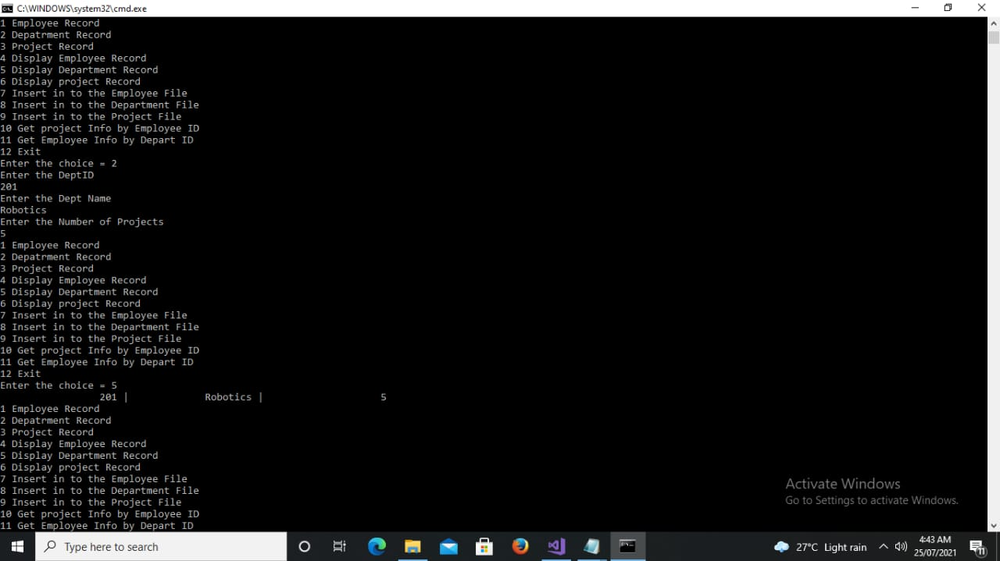 C:\WINDOWS\system32\cmd.exe
1 Employee Record
2 Depatrment Record
3 Project Record
4 Display Employee Record
5 Display Department Record
6 Display project Record
7 Insert in to the Employee File
8 Insert in to the Department File
9 Insert in to the Project File
10 Get project Info by Employee ID
11 Get Employee Info by Depart ID
12 Exit
Enter the choice = 2
Enter the DeptID
201
Enter the Dept Name
Robotics
Enter the Number of Projects
5
1 Employee Record
2 Depatrment Record
3 Project Record
4 Display Employee Record
5 Display Department Record
6 Display project Record
7 Insert in to the Employee File
8 Insert in to the Department File
9 Insert in to the Project File
10 Get project Info by Employee ID
11 Get Employee Info by Depart ID
12 Exit
Enter the choice = 5
201 | Robotics | 5
1 Employee Record
2 Depatrment Record
3 Project Record
4 Display Employee Record
5 Display Department Record
6 Display project Record
7 Insert in to the Employee File
8 Insert in to the Department File
9 Insert in to the Project File
10 Get project Info by Employee ID
11 Get Employee Info by Depart ID
Activate Windows
Go to Settings to activate Windows.
Type here to search
27°C Light rain
4:43 AM
25/07/2021
11